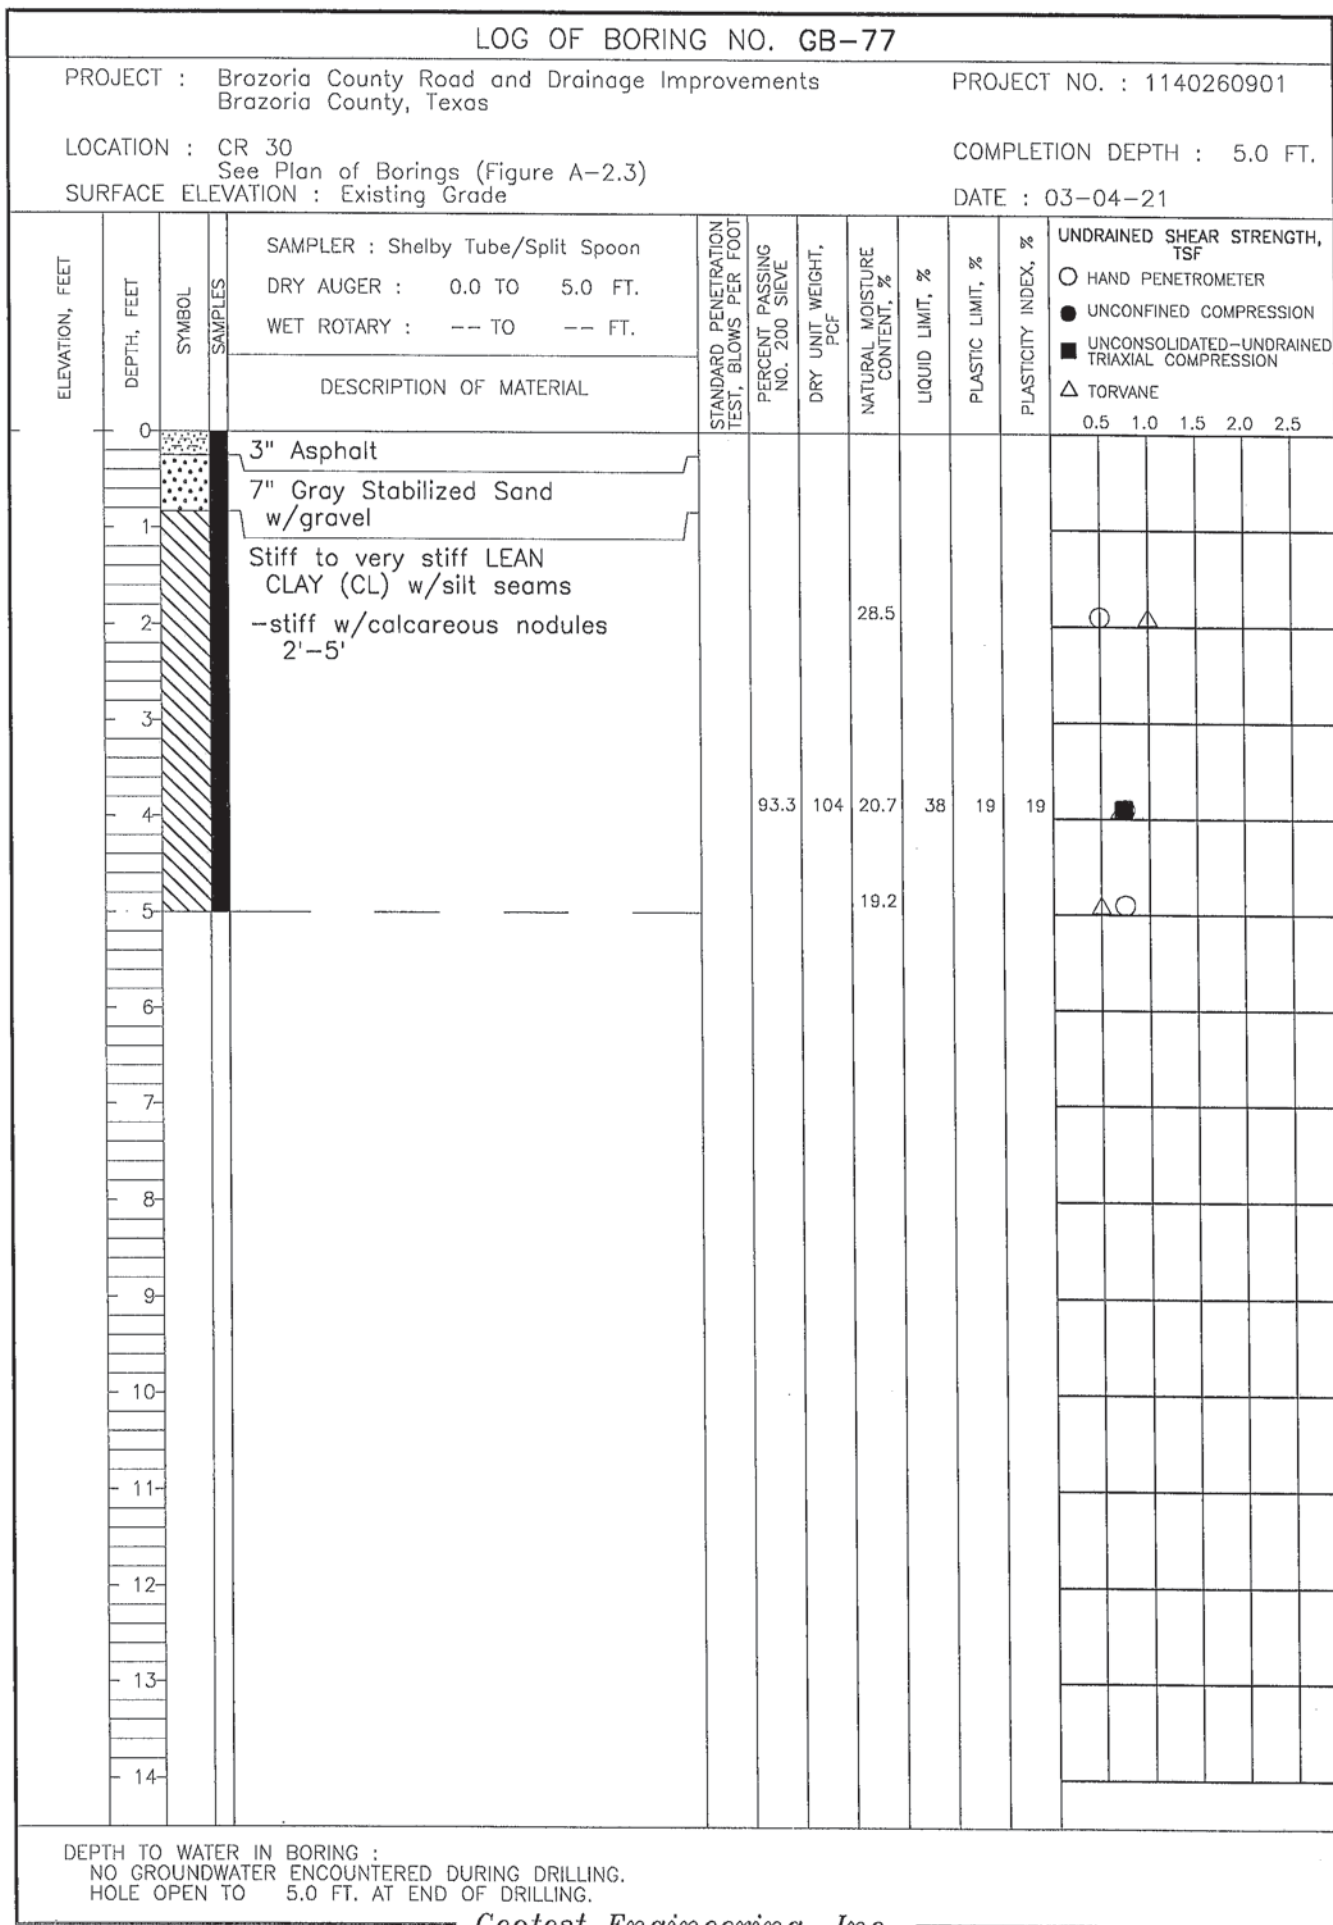 LOG OF BORING NO. GB-77
PROJECT : Brazoria County Road and Drainage Improvements
Brazoria County, Texas
PROJECT NO. : 1140260901
LOCATION : CR 30
See Plan of Borings (Figure A-2.3)
COMPLETION DEPTH : 5.0 FT.
SURFACE ELEVATION : Existing Grade
DATE : 03-04-21
ELEVATION, FEET
DEPTH, FEET
SYMBOL
SAMPLES
SAMPLER : Shelby Tube/Split Spoon
DRY AUGER : 0.0 TO 5.0 FT.
WET ROTARY : -- TO -- FT.
DESCRIPTION OF MATERIAL
STANDARD PENETRATION
TEST, BLOWS PER FOOT
PERCENT PASSING
NO. 200 SIEVE
DRY UNIT WEIGHT,
PCF
NATURAL MOISTURE
CONTENT, %
LIQUID LIMIT, %
PLASTIC LIMIT, %
PLASTICITY INDEX, %
UNDRAINED SHEAR STRENGTH,
TSF
HAND PENETROMETER
UNCONFINED COMPRESSION
UNCONSOLIDATED-UNDRAINED
TRIAXIAL COMPRESSION
TORVANE
0.5 1.0 1.5 2.0 2.5
0
3" Asphalt
7" Gray Stabilized Sand
w/gravel
1
Stiff to very stiff LEAN
CLAY (CL) w/silt seams
28.5
2
-stiff w/calcareous nodules
2'-5'
3
4
93.3 104 20.7 38 19 19
19.2
5
6
7
8
9
10
11
12
13
14
DEPTH TO WATER IN BORING :
NO GROUNDWATER ENCOUNTERED DURING DRILLING.
HOLE OPEN TO 5.0 FT. AT END OF DRILLING.
Geotest Engineering, Inc.